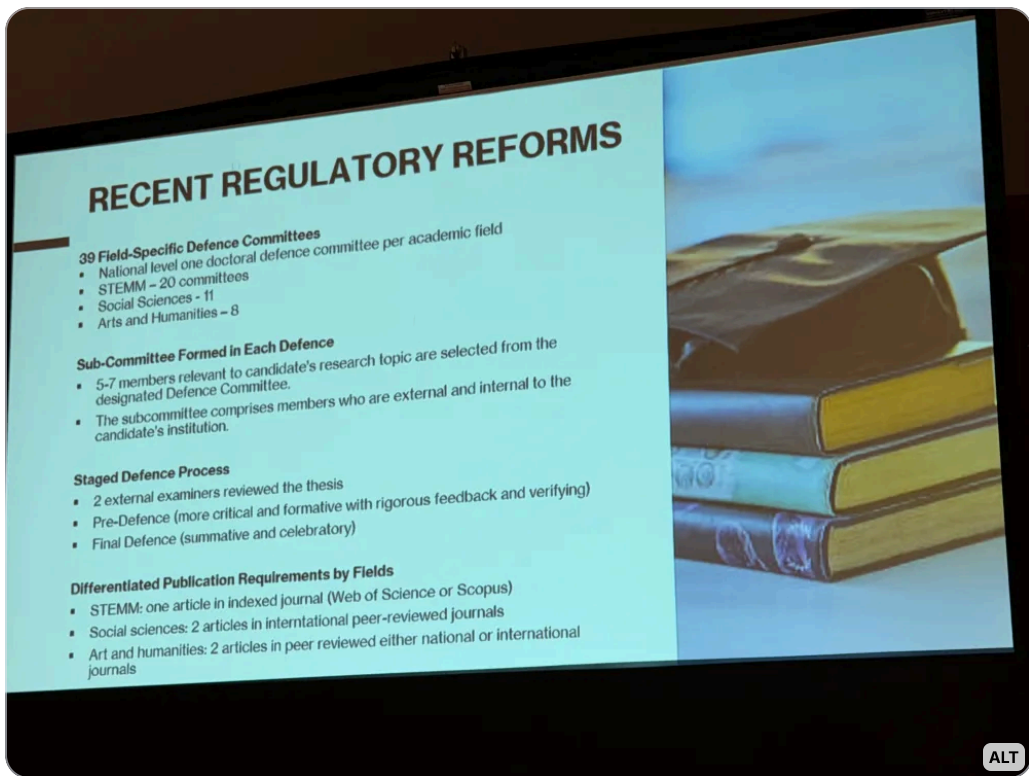 RECENT REGULATORY REFORMS
39 Field-Specific Defence Committees
▪ National level one doctoral defence committee per academic field
▪ STEMM – 20 committees
▪ Social Sciences - 11
▪ Arts and Humanities – 8
Sub-Committee Formed in Each Defence
▪ 5-7 members relevant to candidate's research topic are selected from the
designated Defence Committee.
▪ The subcommittee comprises members who are external and internal to the
candidate's institution.
Staged Defence Process
▪ 2 external examiners reviewed the thesis
▪ Pre-Defence (more critical and formative with rigorous feedback and verifying)
▪ Final Defence (summative and celebratory)
Differentiated Publication Requirements by Fields
▪ STEMM: one article in indexed journal (Web of Science or Scopus)
▪ Social sciences: 2 articles in interntational peer-reviewed journals
▪ Art and humanities: 2 articles in peer reviewed either national or international
journals
ALT